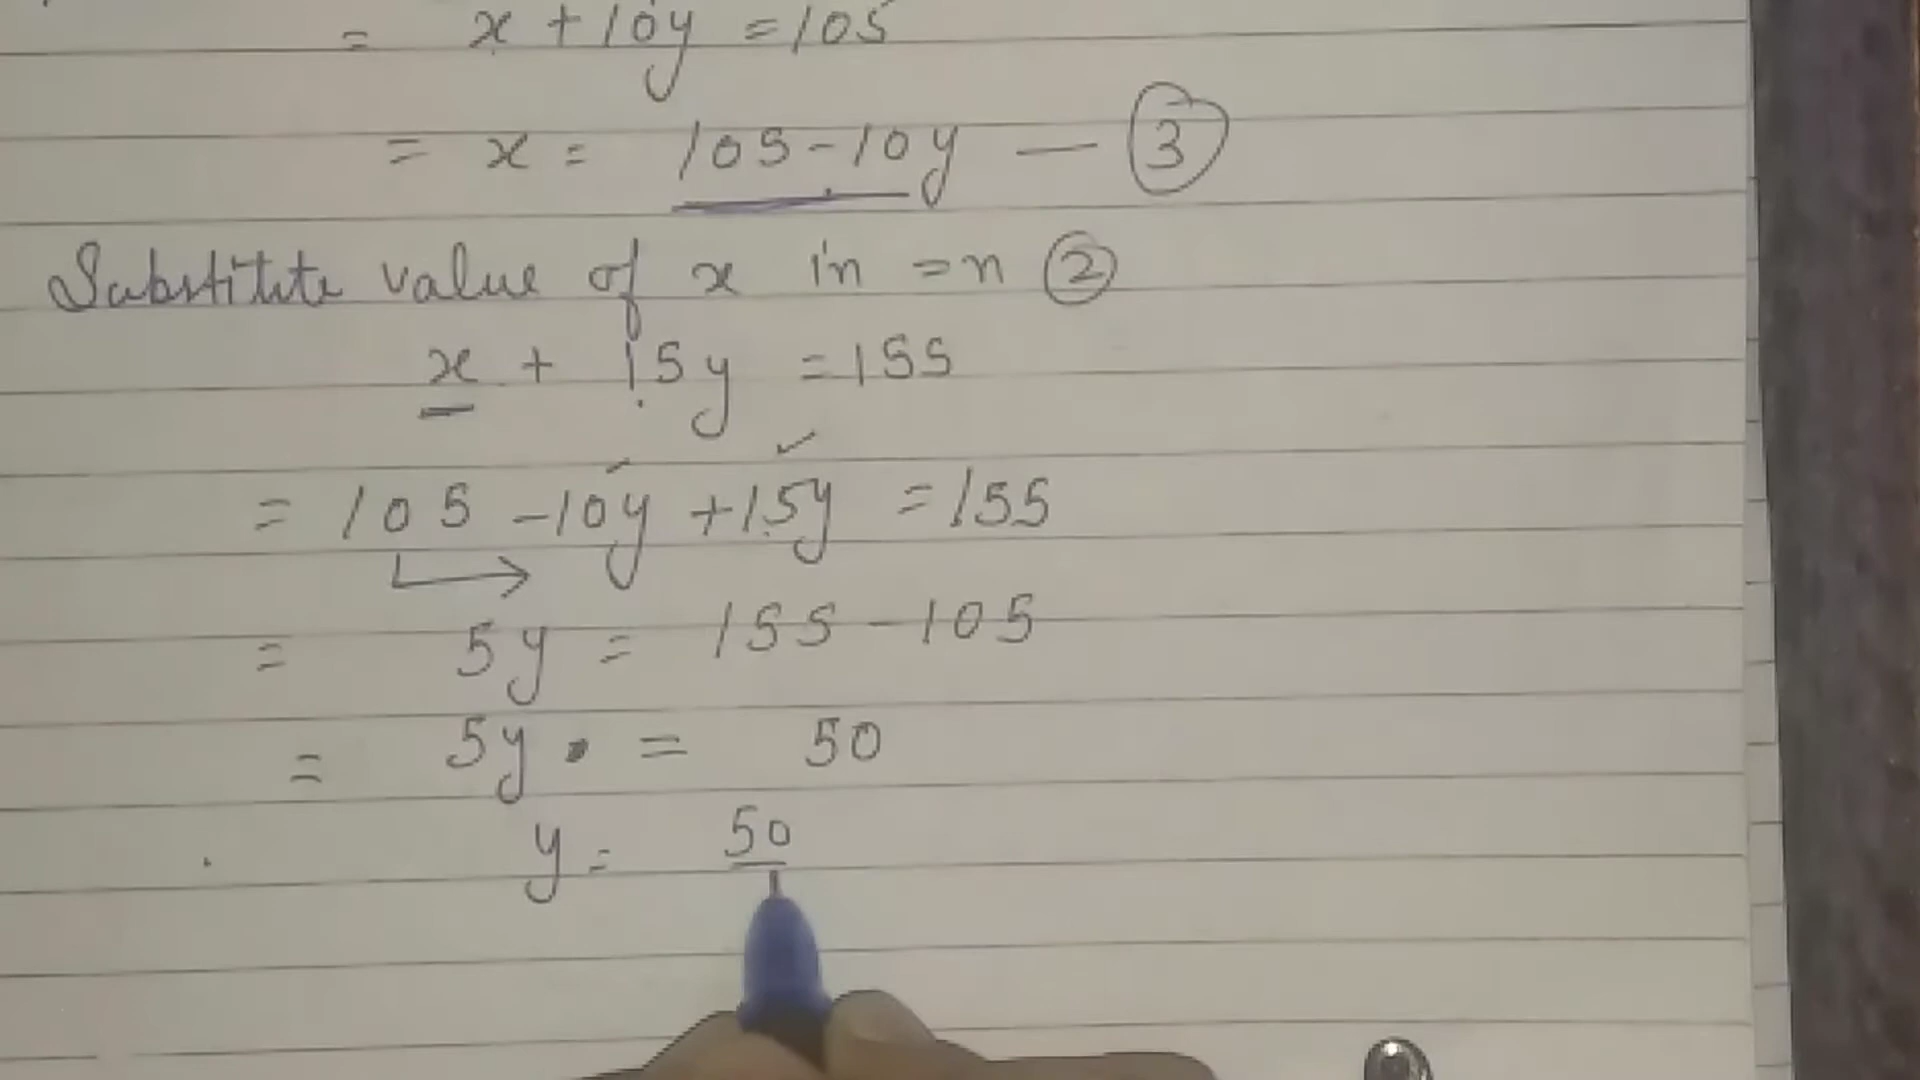 = x + 10y = 105
= x = 105 - 10y — ③
Substitute value of x in =n ②
x + 15y = 155
= 105 - 10y + 15y = 155
= 5y = 155 - 105
= 5y = 50
y = 50